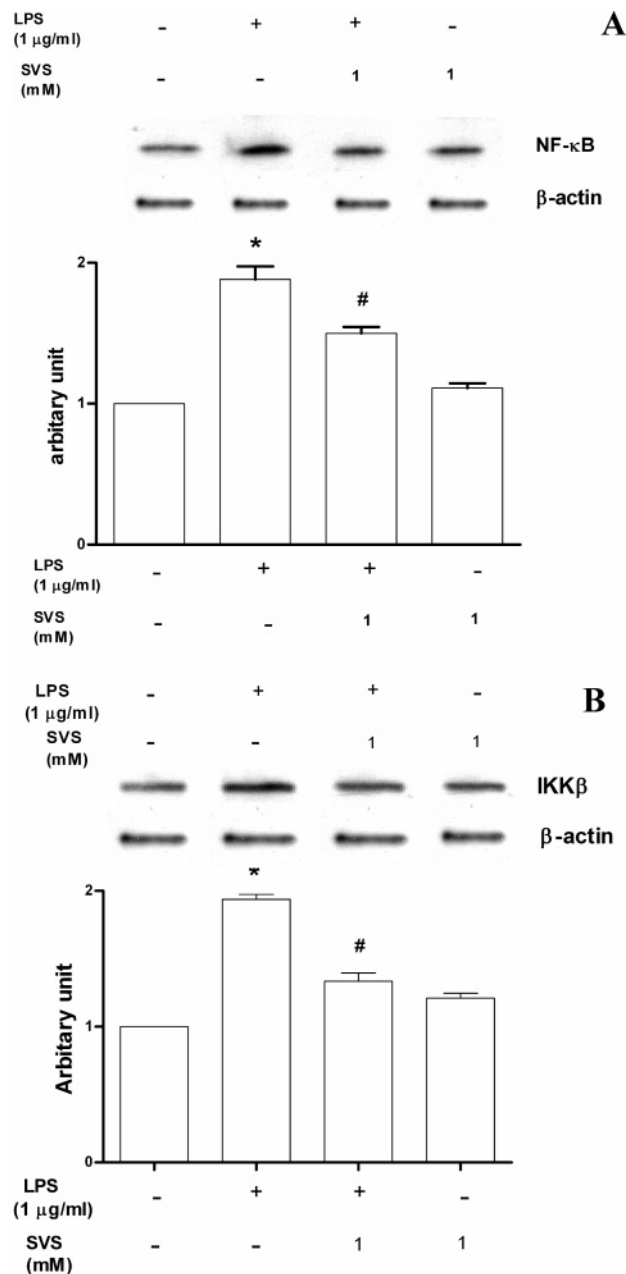 LPS - + + - A
(1 µg/ml)
SVS - - 1 1
(mM)
NF-κB
β-actin
*
2
#
1
arbitary unit
0
LPS - + + -
(1 µg/ml)
SVS - - 1 1
(mM)
LPS - + + - B
(1 µg/ml)
SVS - - 1 1
(mM)
IKKβ
β-actin
*
2
#
1
Arbitary unit
0
LPS - + + -
(1 µg/ml)
SVS - - 1 1
(mM)